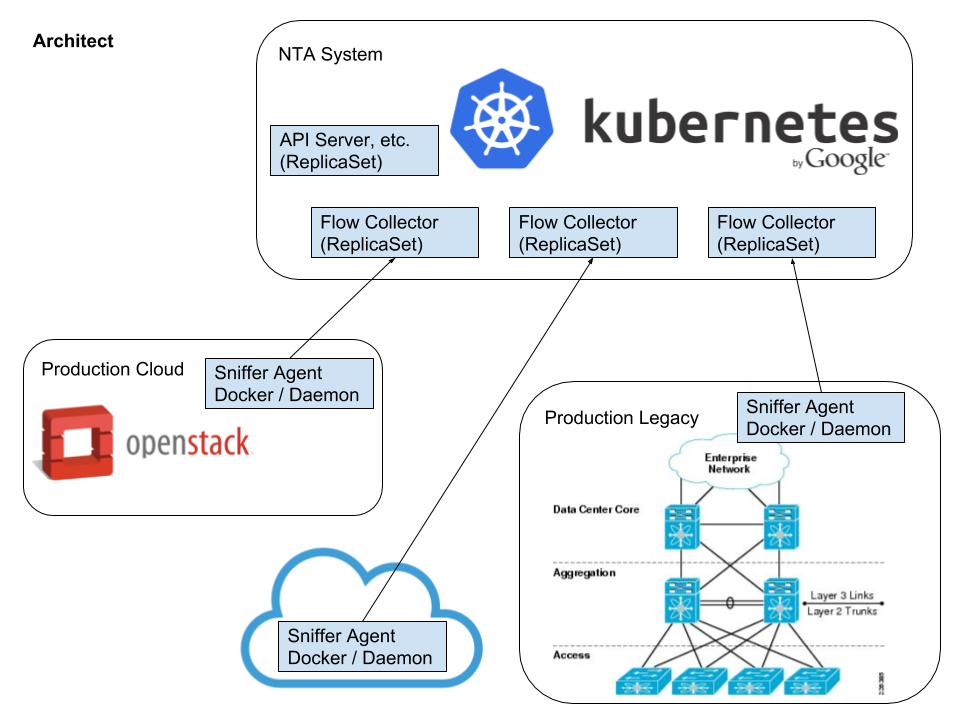 Architect
NTA System
kubernetes
by Google
API Server, etc.
(ReplicaSet)
Flow Collector
(ReplicaSet)
Flow Collector
(ReplicaSet)
Flow Collector
(ReplicaSet)
Production Cloud
Sniffer Agent
Docker / Daemon
openstack
Production Legacy
Sniffer Agent
Docker / Daemon
Enterprise
Network
Data Center Core
Aggregation
Layer 3 Links
Layer 2 Trunks
Access
Sniffer Agent
Docker / Daemon